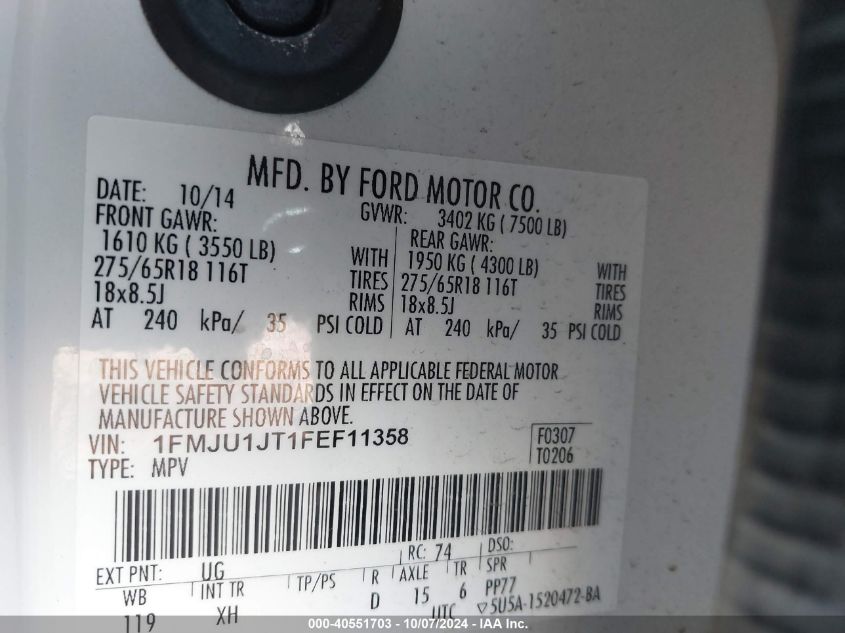 MFD. BY FORD MOTOR CO.
DATE: 10/14
GVWR: 3402 KG ( 7500 LB)
FRONT GAWR:
1610 KG ( 3550 LB)
WITH
275/65R18 116T
TIRES
18x8.5J
RIMS
AT 240 kPa/ 35 PSI COLD
REAR GAWR:
1950 KG ( 4300 LB)
WITH
275/65R18 116T
TIRES
18x8.5J
RIMS
AT 240 kPa/ 35 PSI COLD
THIS VEHICLE CONFORMS TO ALL APPLICABLE FEDERAL MOTOR
VEHICLE SAFETY STANDARDS IN EFFECT ON THE DATE OF
MANUFACTURE SHOWN ABOVE.
VIN: 1FMJU1JT1FEF11358
F0307
TYPE: MPV
T0206
EXT PNT: UG
RC: 74
DSO:
WB
INT TR
TP/PS
R
AXLE
TR
SPR
119
XH
D
15
6
PP77
UTC
▽5U5A-1520472-BA
000-40551703 - 10/07/2024 - IAA Inc.